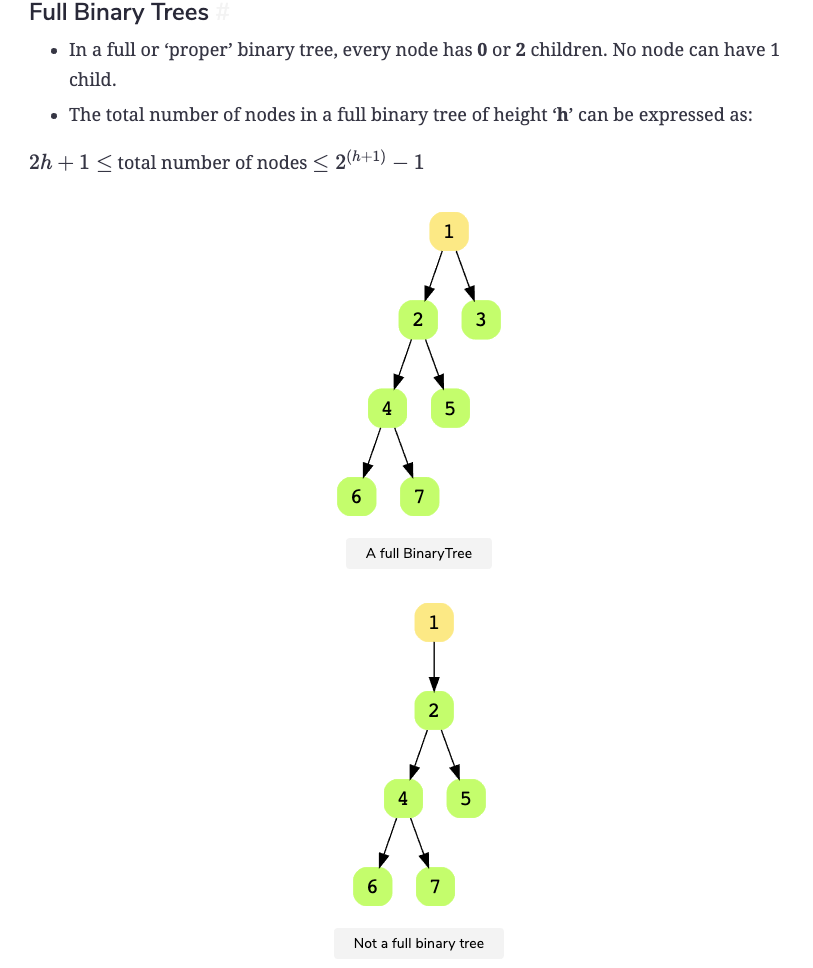 Full Binary Trees #
• In a full or ‘proper’ binary tree, every node has 0 or 2 children. No node can have 1
child.
• The total number of nodes in a full binary tree of height ‘h’ can be expressed as:
2h + 1 ≤ total number of nodes ≤ 2^(h+1) − 1
1
2 3
4 5
6 7
A full BinaryTree
1
2
4 5
6 7
Not a full binary tree